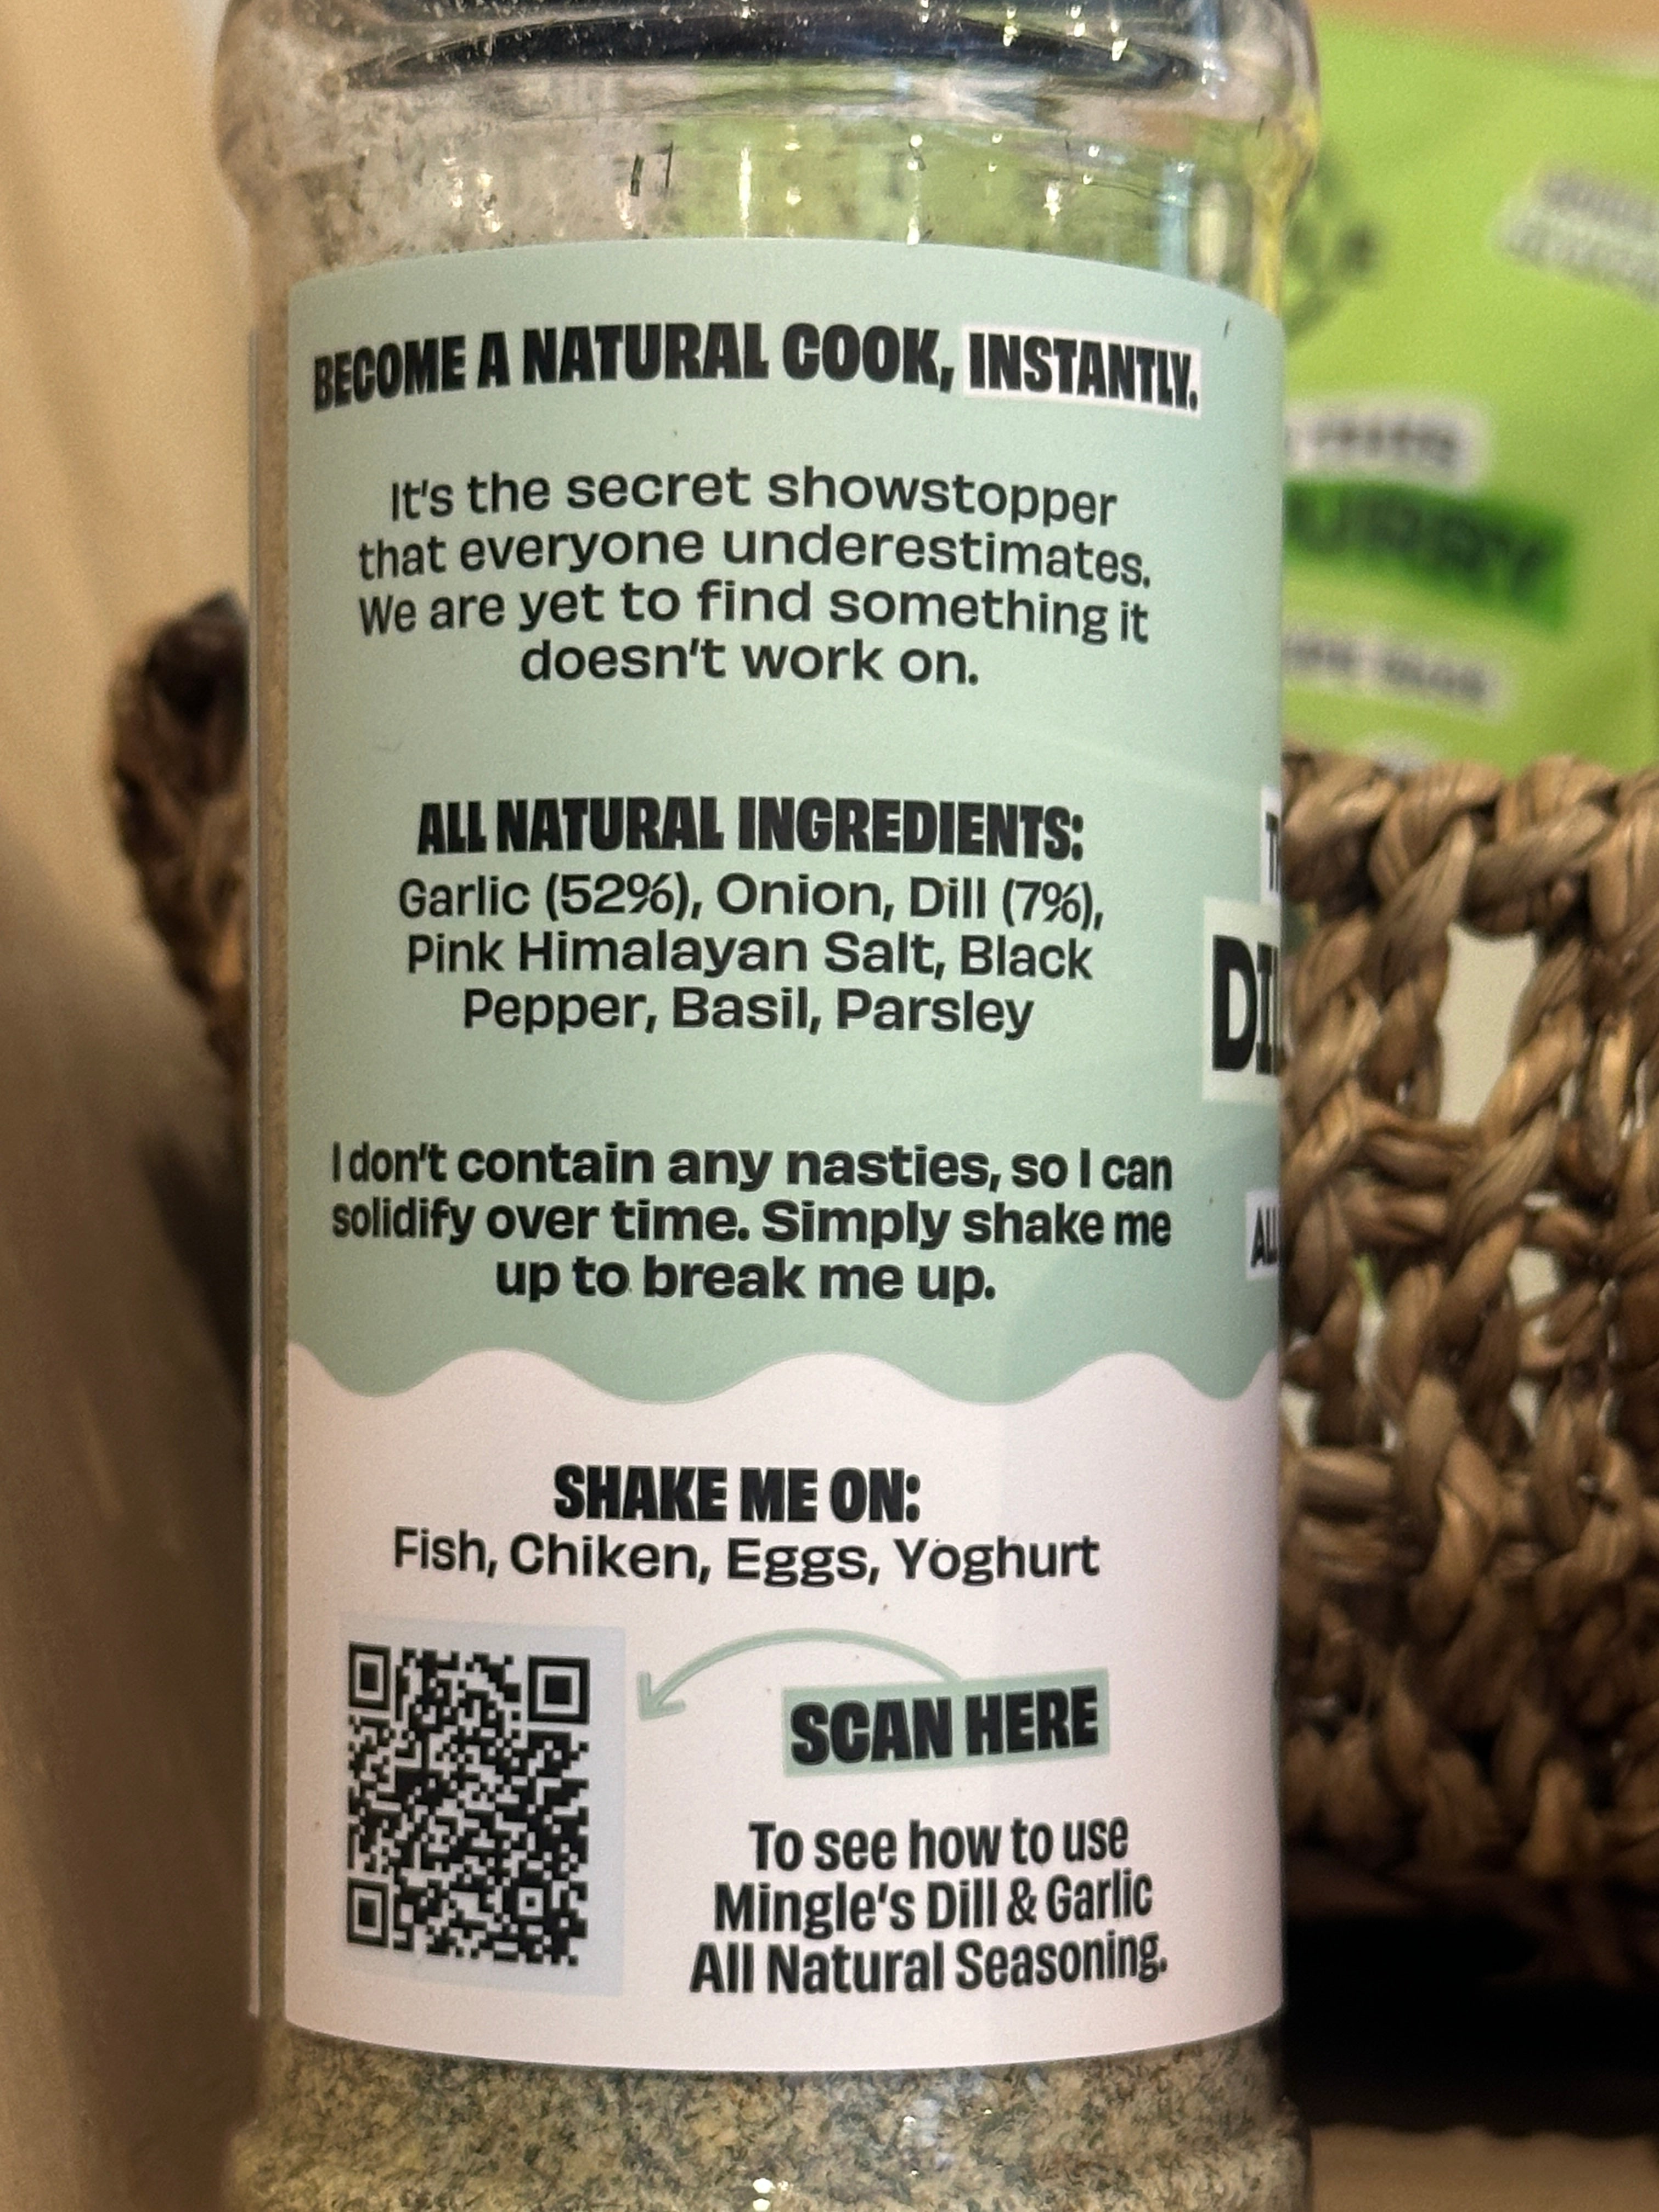 BECOME A NATURAL COOK, INSTANTLY.
It's the secret showstopper
that everyone underestimates.
We are yet to find something it
doesn't work on.
ALL NATURAL INGREDIENTS:
Garlic (52%), Onion, Dill (7%),
Pink Himalayan Salt, Black
Pepper, Basil, Parsley
I don't contain any nasties, so I can
solidify over time. Simply shake me
up to break me up.
SHAKE ME ON:
Fish, Chiken, Eggs, Yoghurt
SCAN HERE
To see how to use
Mingle's Dill & Garlic
All Natural Seasoning.